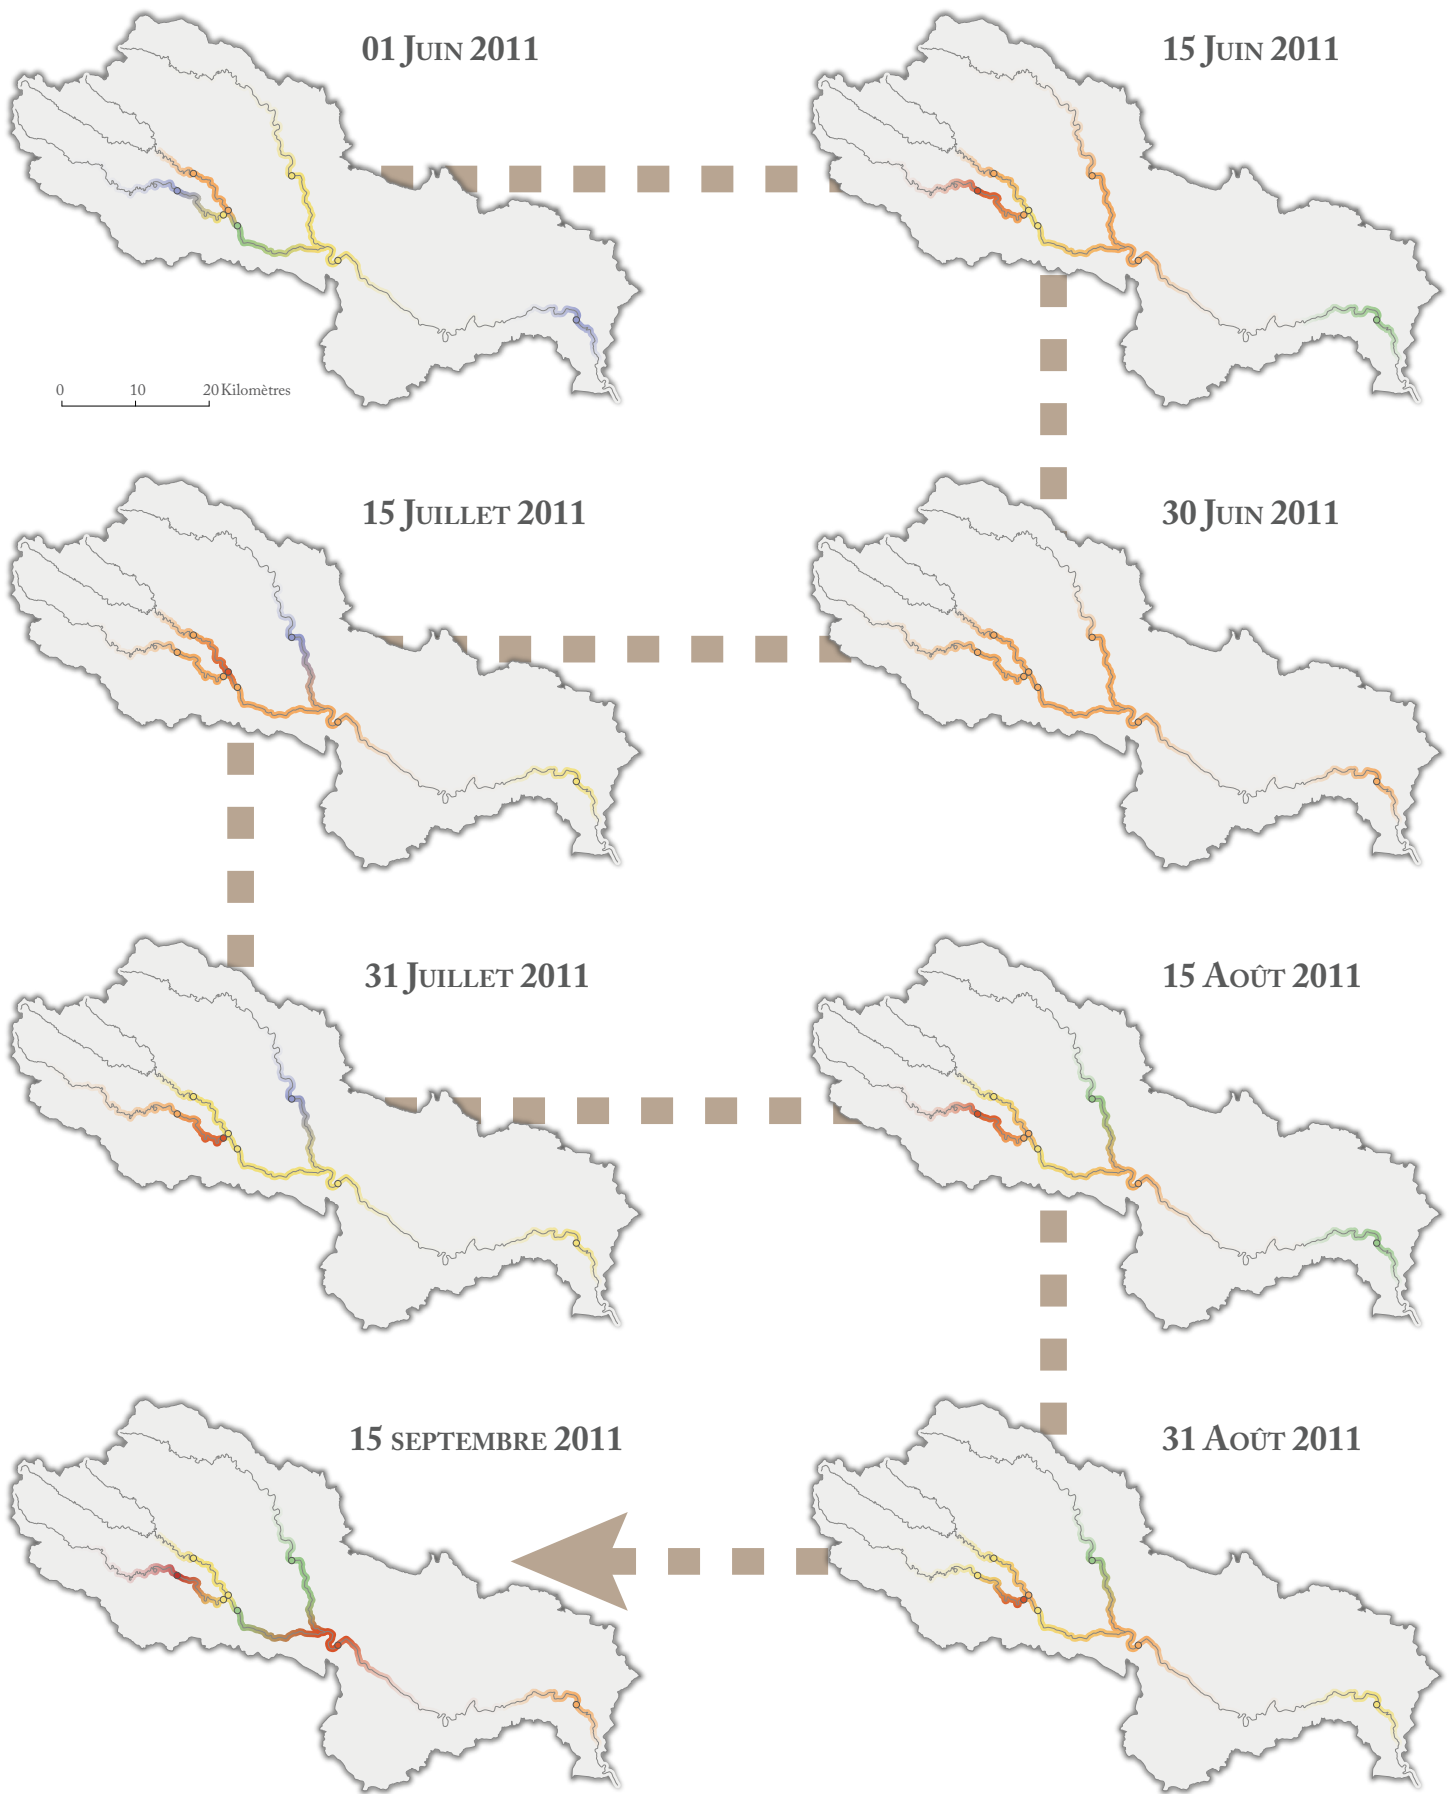 01 Juin 2011
15 Juin 2011
0 10 20 Kilomètres
15 Juillet 2011
30 Juin 2011
31 Juillet 2011
15 Août 2011
15 septembre 2011
31 Août 2011